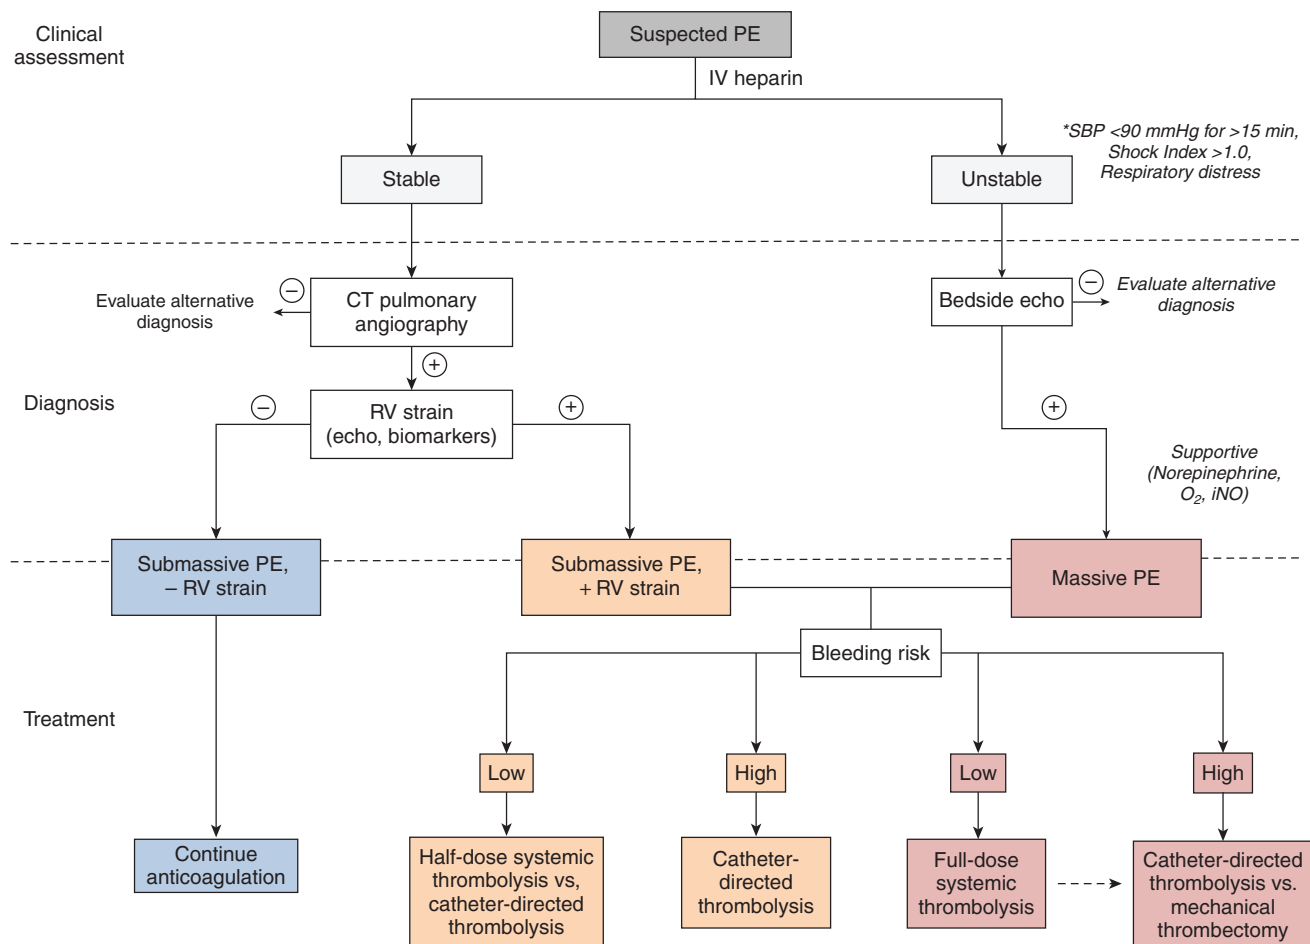 Clinical
assessment
Suspected PE
IV heparin
*SBP <90 mmHg for >15 min,
Shock Index >1.0,
Respiratory distress
Stable
Unstable
Evaluate alternative
diagnosis
−
CT pulmonary
angiography
Bedside echo
−
Evaluate alternative
diagnosis
+
Diagnosis
−
RV strain
(echo, biomarkers)
+
+
Supportive
(Norepinephrine,
O₂, iNO)
Submassive PE,
– RV strain
Submassive PE,
+ RV strain
Massive PE
Bleeding risk
Treatment
Low
High
Low
High
Continue
anticoagulation
Half-dose systemic
thrombolysis vs,
catheter-directed
thrombolysis
Catheter-
directed
thrombolysis
Full-dose
systemic
thrombolysis
Catheter-directed
thrombolysis vs.
mechanical
thrombectomy